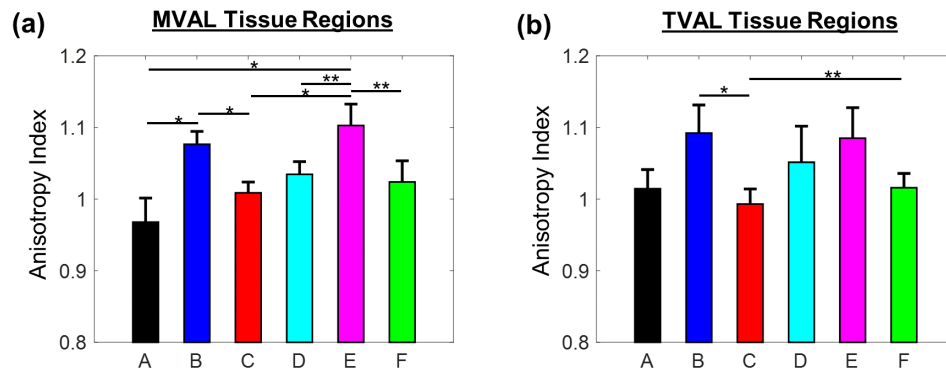 (a)
MVAL Tissue Regions
Anisotropy Index
1.2
1.1
1
0.9
0.8
*
**
*
**
*
*
A B C D E F
(b)
TVAL Tissue Regions
Anisotropy Index
1.2
1.1
1
0.9
0.8
**
*
A B C D E F